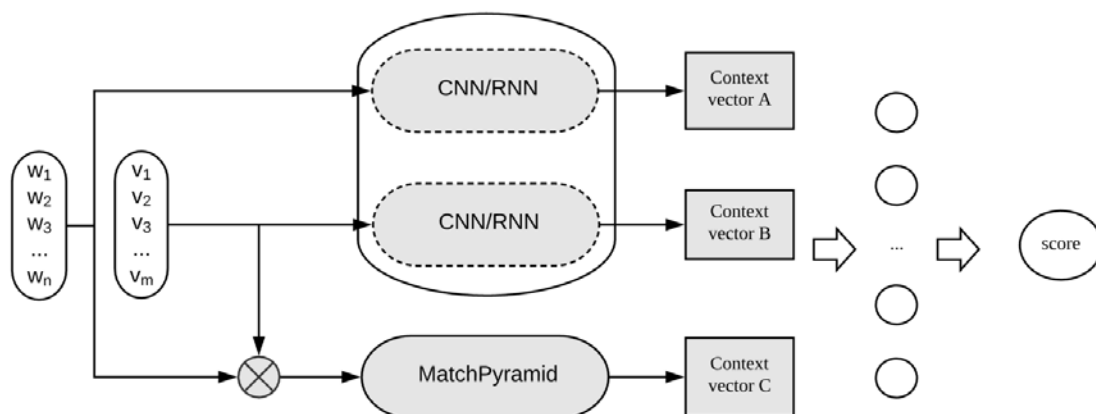 CNN/RNN
Context
vector A
w1
w2
w3
...
wn
v1
v2
v3
...
vm
CNN/RNN
Context
vector B
...
score
MatchPyramid
Context
vector C